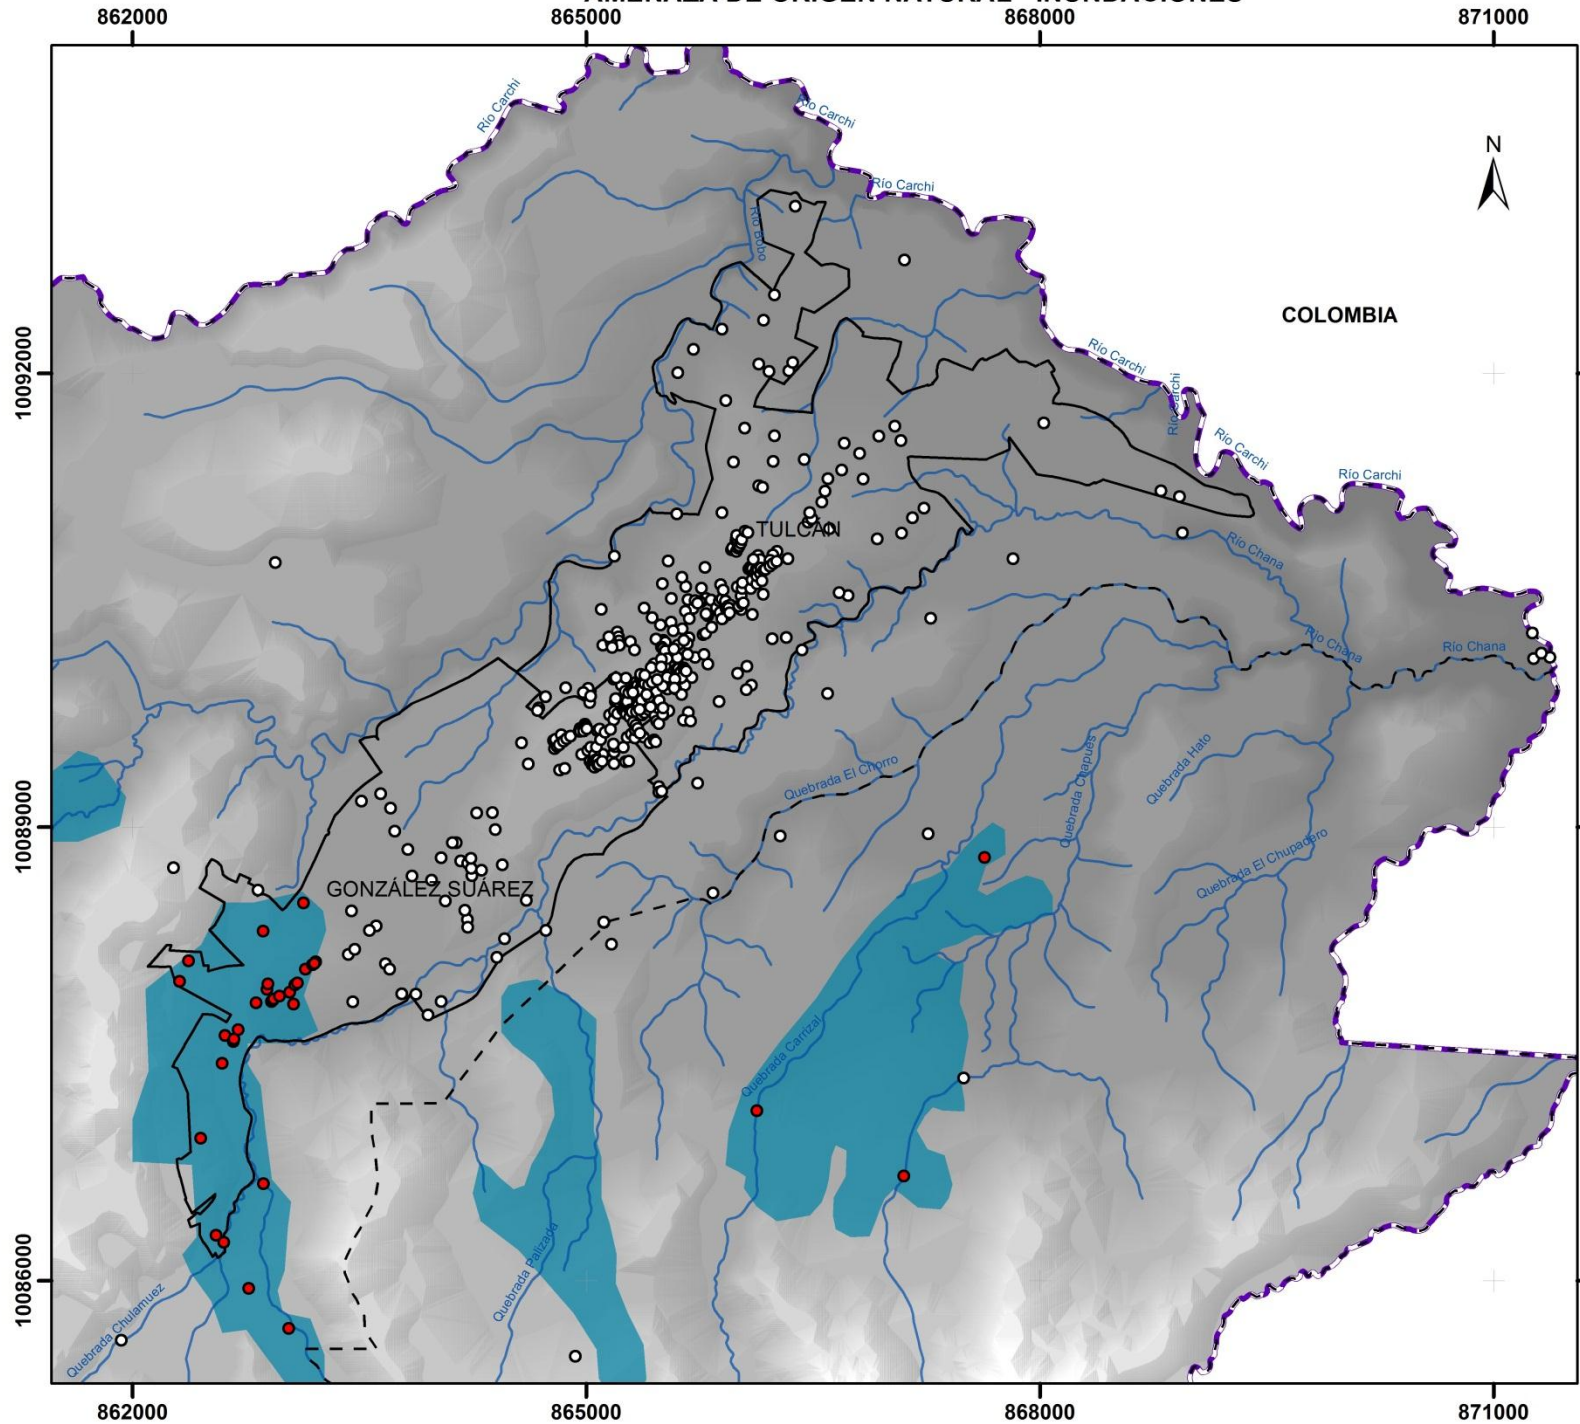 AMENAZA DE ORIGEN NATURAL - INUNDACIONES
862000
865000
868000
871000
Río Carchi
Río Carchi
N
Río Carchi
Río Bobo
COLOMBIA
Río Carchi
10092000
Río Carchi
Río Carchi
Río Carchi
TULCÁN
Río Chana
Río Chana
Río Chana
Quebrada Hato
Quebrada Chapues
Quebrada El Chorro
10089000
Quebrada El Chupadero
GONZÁLEZ SUÁREZ
Quebrada Carrizal
10086000
Quebrada Palizada
Quebrada Chulamuez
862000
865000
868000
871000